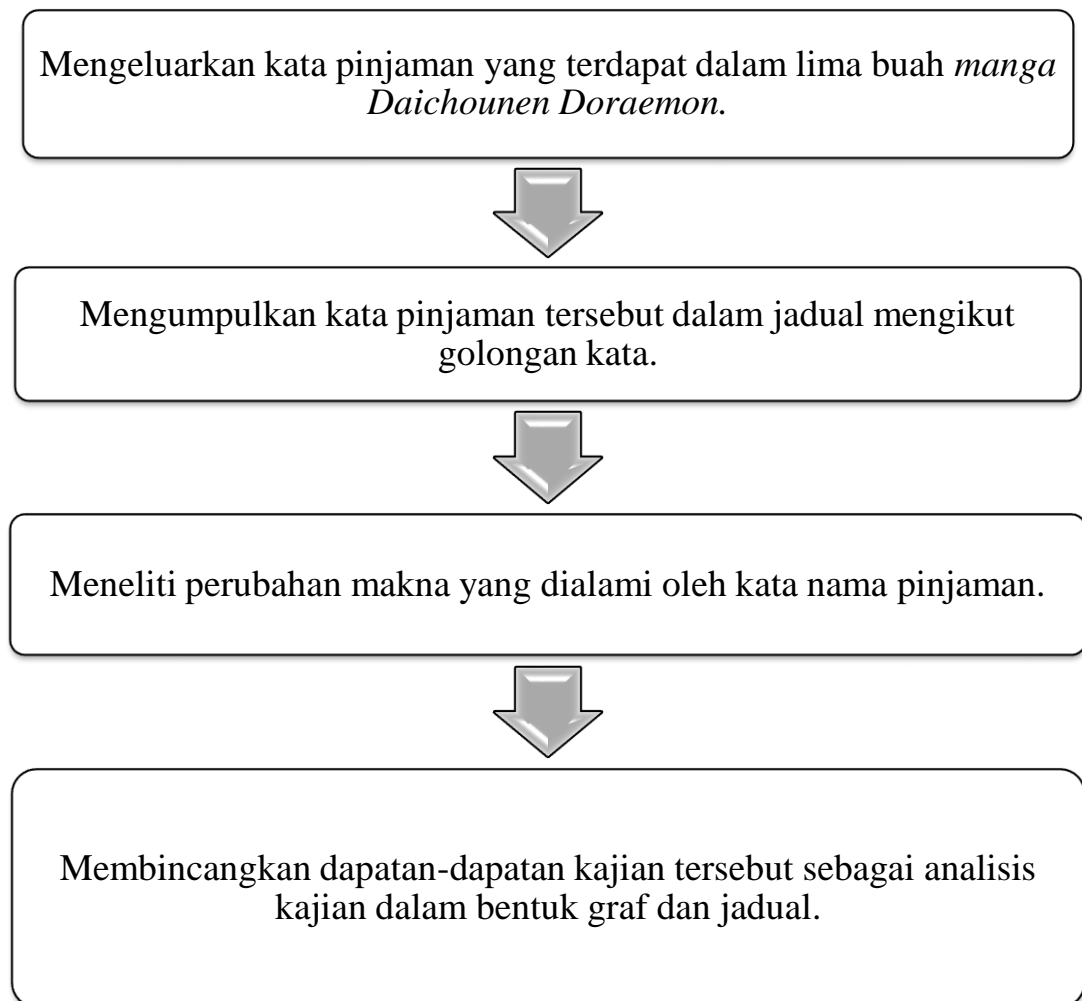 Mengeluarkan kata pinjaman yang terdapat dalam lima buah manga
Daichounen Doraemon.
Mengumpulkan kata pinjaman tersebut dalam jadual mengikut
golongan kata.
Meneliti perubahan makna yang dialami oleh kata nama pinjaman.
Membincangkan dapatan-dapatan kajian tersebut sebagai analisis
kajian dalam bentuk graf dan jadual.